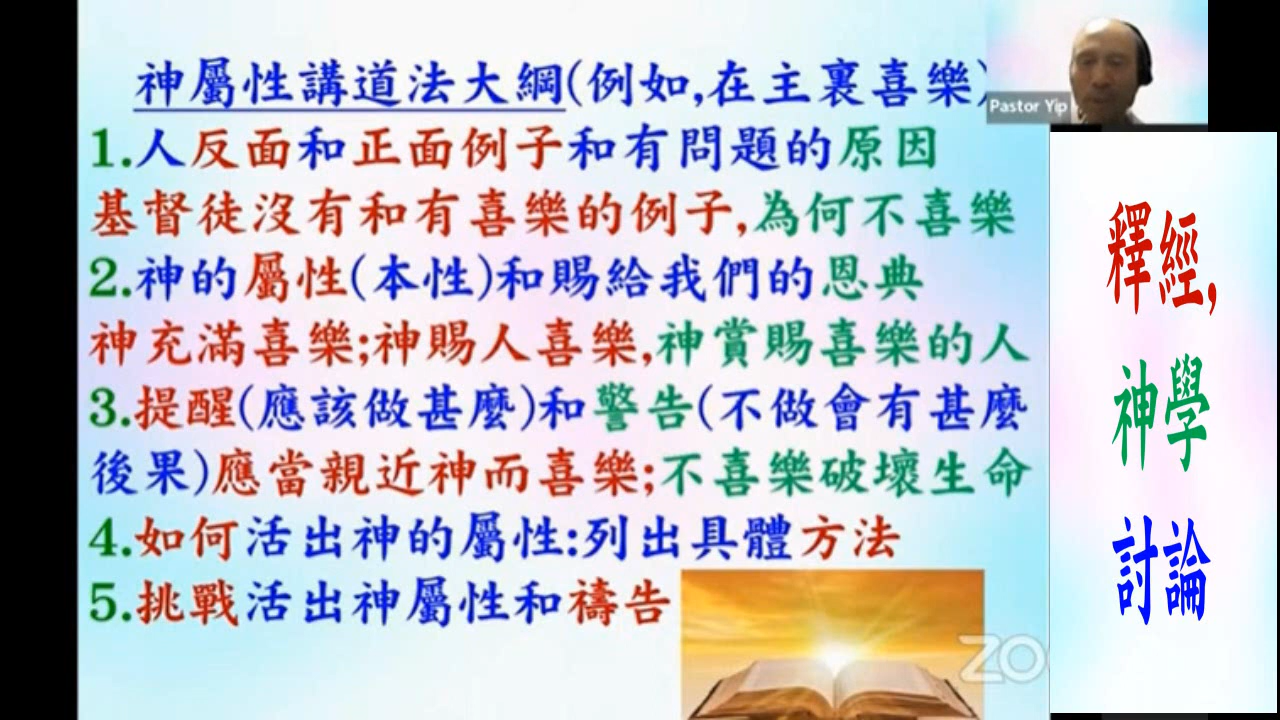 神屬性講道法大綱(例如,在主裏喜樂)
1.人反面和正面例子和有問題的原因
基督徒沒有和有喜樂的例子,為何不喜樂
2.神的屬性(本性)和賜給我們的恩典
神充滿喜樂;神賜人喜樂,神賞賜喜樂的人
3.提醒(應該做甚麼)和警告(不做會有甚麼
後果)應當親近神而喜樂;不喜樂破壞生命
4.如何活出神的屬性:列出具體方法
5.挑戰活出神屬性和禱告
Pastor Yip
釋經,
神學
討論
ZO